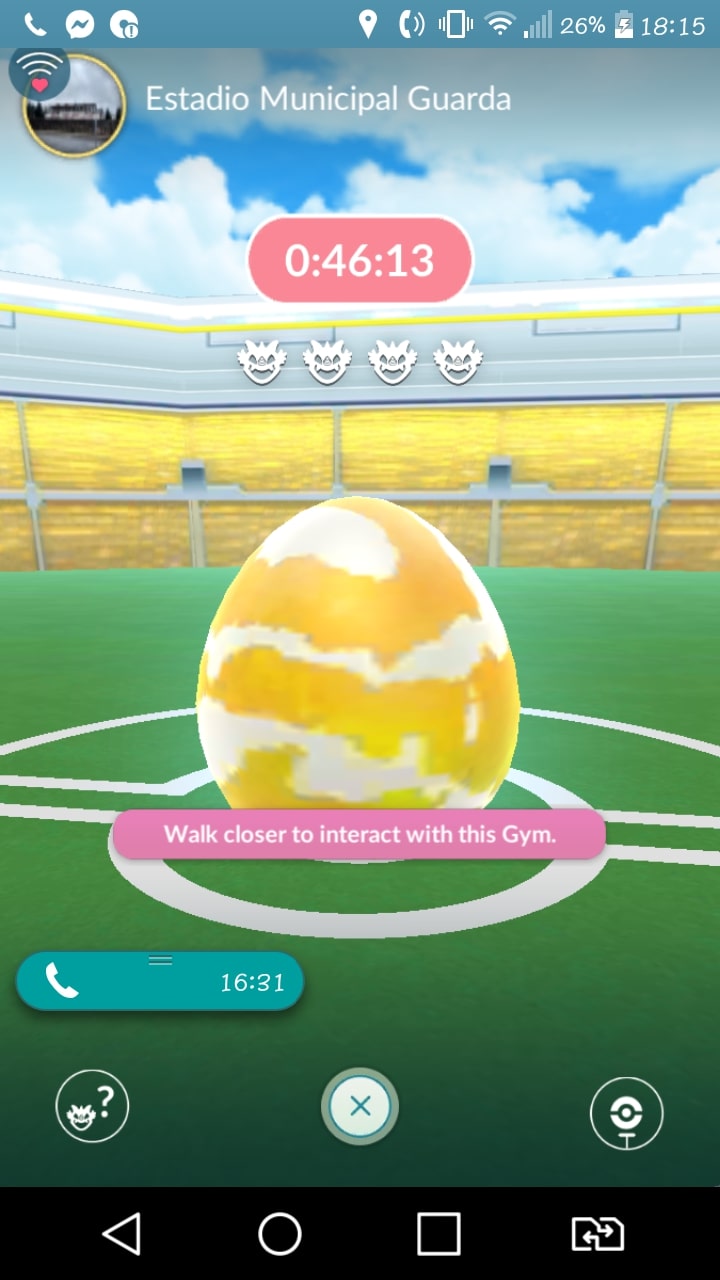 26% 18:15
Estadio Municipal Guarda
0:46:13
Walk closer to interact with this Gym.
16:31
?